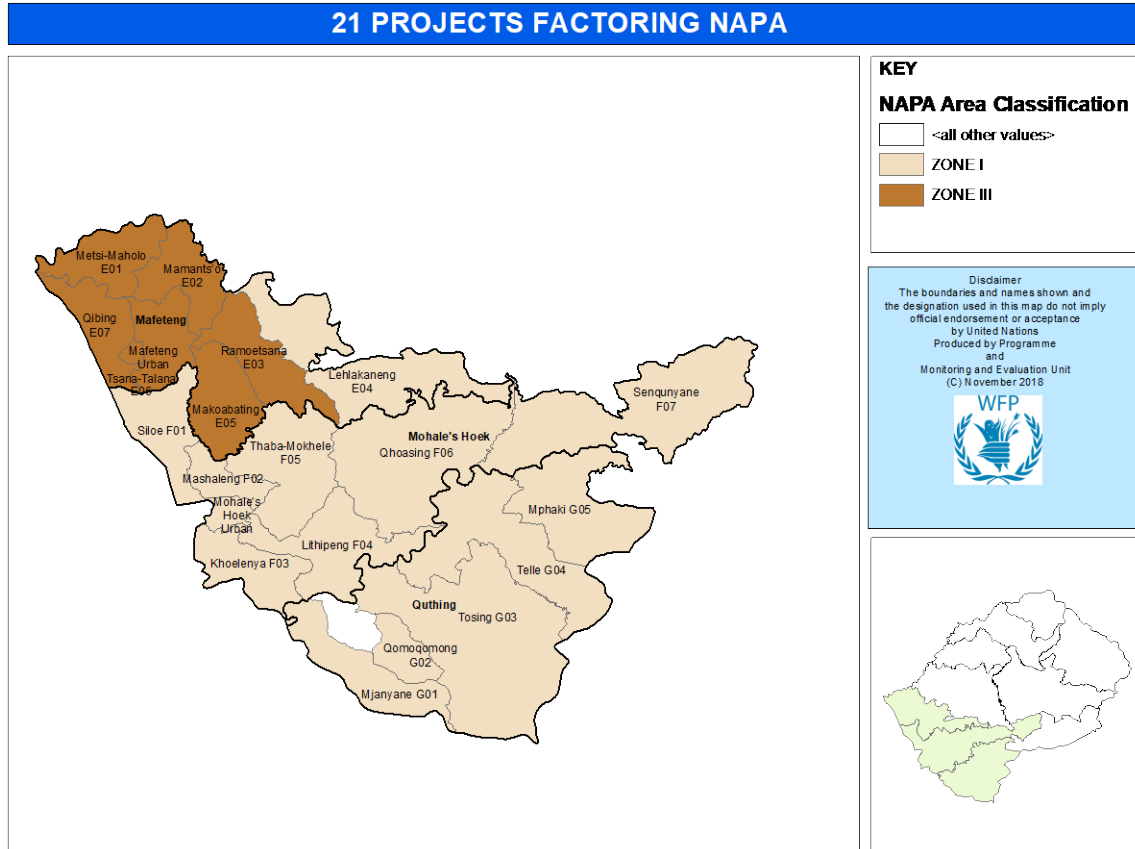 21 PROJECTS FACTORING NAPA
KEY
NAPA Area Classification
<all other values>
ZONE I
ZONE III
Disclaimer
The boundaries and names shown and
the designation used in this map do not imply
official endorsement or acceptance
by United Nations
Produced by Programme
and
Monitoring and Evaluation Unit
(C) November 2018
WFP
Metsi-Maholo
E01
Mamants'o
E02
Qibing
E07
Mafeteng
Mafeteng
Urban
Tsana-Talana
E06
Ramoetsana
E03
Lehlakaneng
E04
Makoabating
E05
Senqunyane
F07
Siloe F01
Thaba-Mokhele
F05
Mohale's Hoek
Qhoasing F06
Mashaleng F02
Mohale's
Hoek
Urban
Mphaki G05
Lithipeng F04
Khoelenya F03
Telle G04
Quthing
Tosing G03
Qomoqomong
G02
Mjanyane G01